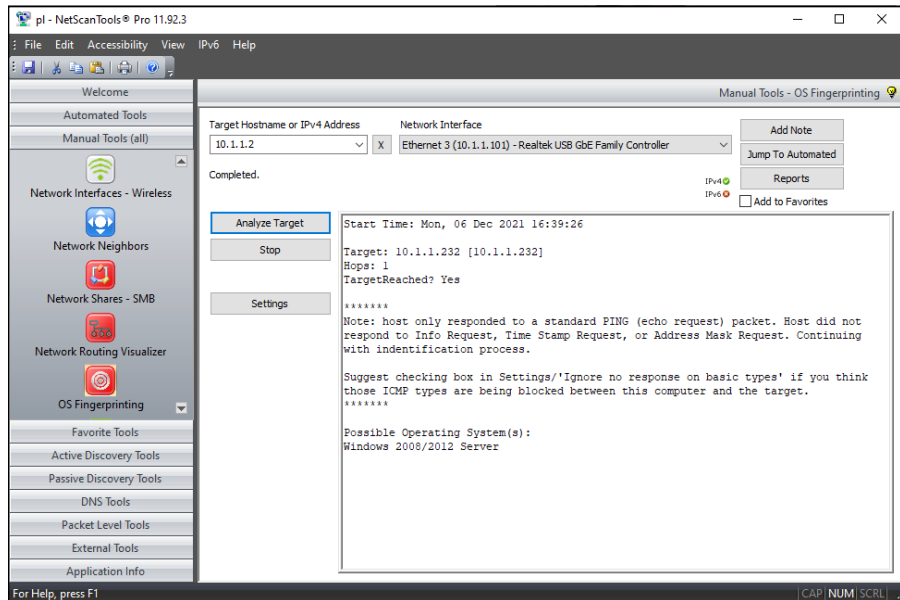 pl - NetScanTools® Pro 11.92.3
File Edit Accessibility View IPv6 Help
Welcome
Automated Tools
Manual Tools (all)
Network Interfaces - Wireless
Network Neighbors
Network Shares - SMB
Network Routing Visualizer
OS Fingerprinting
Favorite Tools
Active Discovery Tools
Passive Discovery Tools
DNS Tools
Packet Level Tools
External Tools
Application Info
Manual Tools - OS Fingerprinting
Target Hostname or IPv4 Address
Network Interface
10.1.1.2
X
Ethernet 3 (10.1.1.101) - Realtek USB GbE Family Controller
Completed.
IPv4
IPv6
Add Note
Jump To Automated
Reports
Add to Favorites
Analyze Target
Stop
Settings
Start Time: Mon, 06 Dec 2021 16:39:26
Target: 10.1.1.232 [10.1.1.232]
Hops: 1
TargetReached? Yes
*******
Note: host only responded to a standard PING (echo request) packet. Host did not
respond to Info Request, Time Stamp Request, or Address Mask Request. Continuing
with indentification process.
Suggest checking box in Settings/'Ignore no response on basic types' if you think
those ICMP types are being blocked between this computer and the target.
*******
Possible Operating System(s):
Windows 2008/2012 Server
For Help, press F1
CAP NUM SCRL